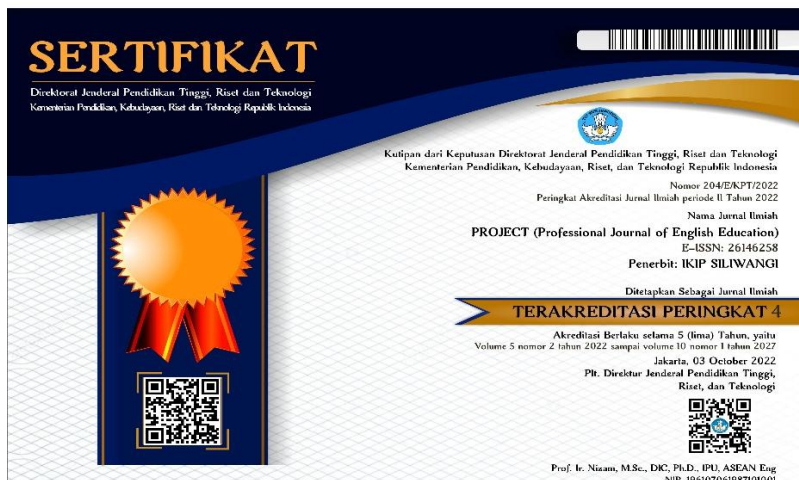 SERTIFIKAT
Direktorat Jenderal Pendidikan Tinggi, Riset dan Teknologi
Kementerian Pendidikan, Kebudayaan, Riset dan Teknologi Republik Indonesia
Kutipan dari Keputusan Direktorat Jenderal Pendidikan Tinggi, Riset dan Teknologi
Kementerian Pendidikan, Kebudayaan, Riset, dan Teknologi Republik Indonesia
Nomor 204/E/KPT/2022
Peringkat Akreditasi Jurnal Ilmiah periode II Tahun 2022
Nama Jurnal Ilmiah
PROJECT (Professional Journal of English Education)
E-ISSN: 26146258
Penerbit: IKIP SILIWANGI
Ditetapkan Sebagai Jurnal Ilmiah
TERAKREDITASI PERINGKAT 4
Akreditasi Berlaku selama 5 (lima) Tahun, yaitu
Volume 5 nomor 2 tahun 2022 sampai volume 10 nomor 1 tahun 2027
Jakarta, 03 October 2022
Plt. Direktur Jenderal Pendidikan Tinggi,
Riset, dan Teknologi
Prof. Ir. Nizam, M.Sc., DIC, Ph.D., IPU, ASEAN Eng
NIP. 196107061987101001